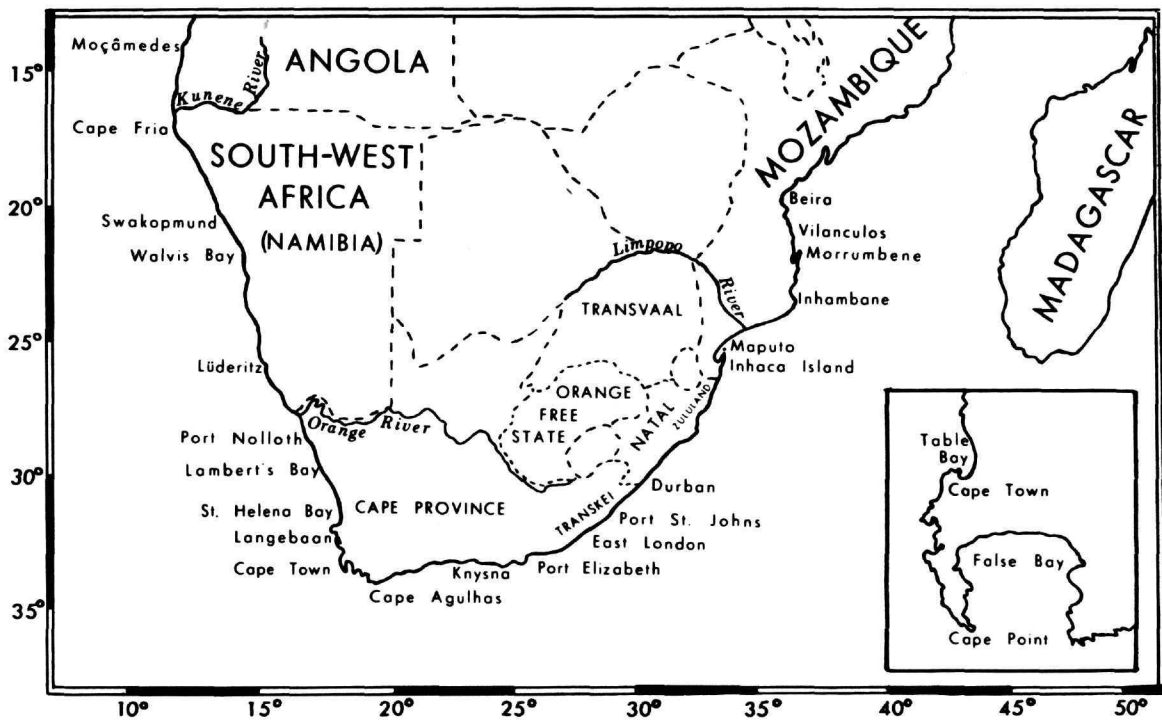 Moçâmedes
ANGOLA
Kunene River
Cape Fria
SOUTH-WEST
AFRICA
(NAMIBIA)
MOZAMBIQUE
MADAGASCAR
Swakopmund
Walvis Bay
Beira
Vilanculos
Morrumbene
Inhambane
Limpopo River
TRANSVAAL
Maputo
Inhaca Island
Lüderitz
ORANGE
FREE
STATE
NATAL
ZULULAND
Orange River
Port Nolloth
Lambert's Bay
St. Helena Bay
Langebaan
Cape Town
CAPE PROVINCE
TRANSKEI
Durban
Port St. Johns
East London
Port Elizabeth
Knysna
Cape Agulhas
Table
Bay
Cape Town
False Bay
Cape Point
15°
20°
25°
30°
35°
10° 15° 20° 25° 30° 35° 40° 45° 50°